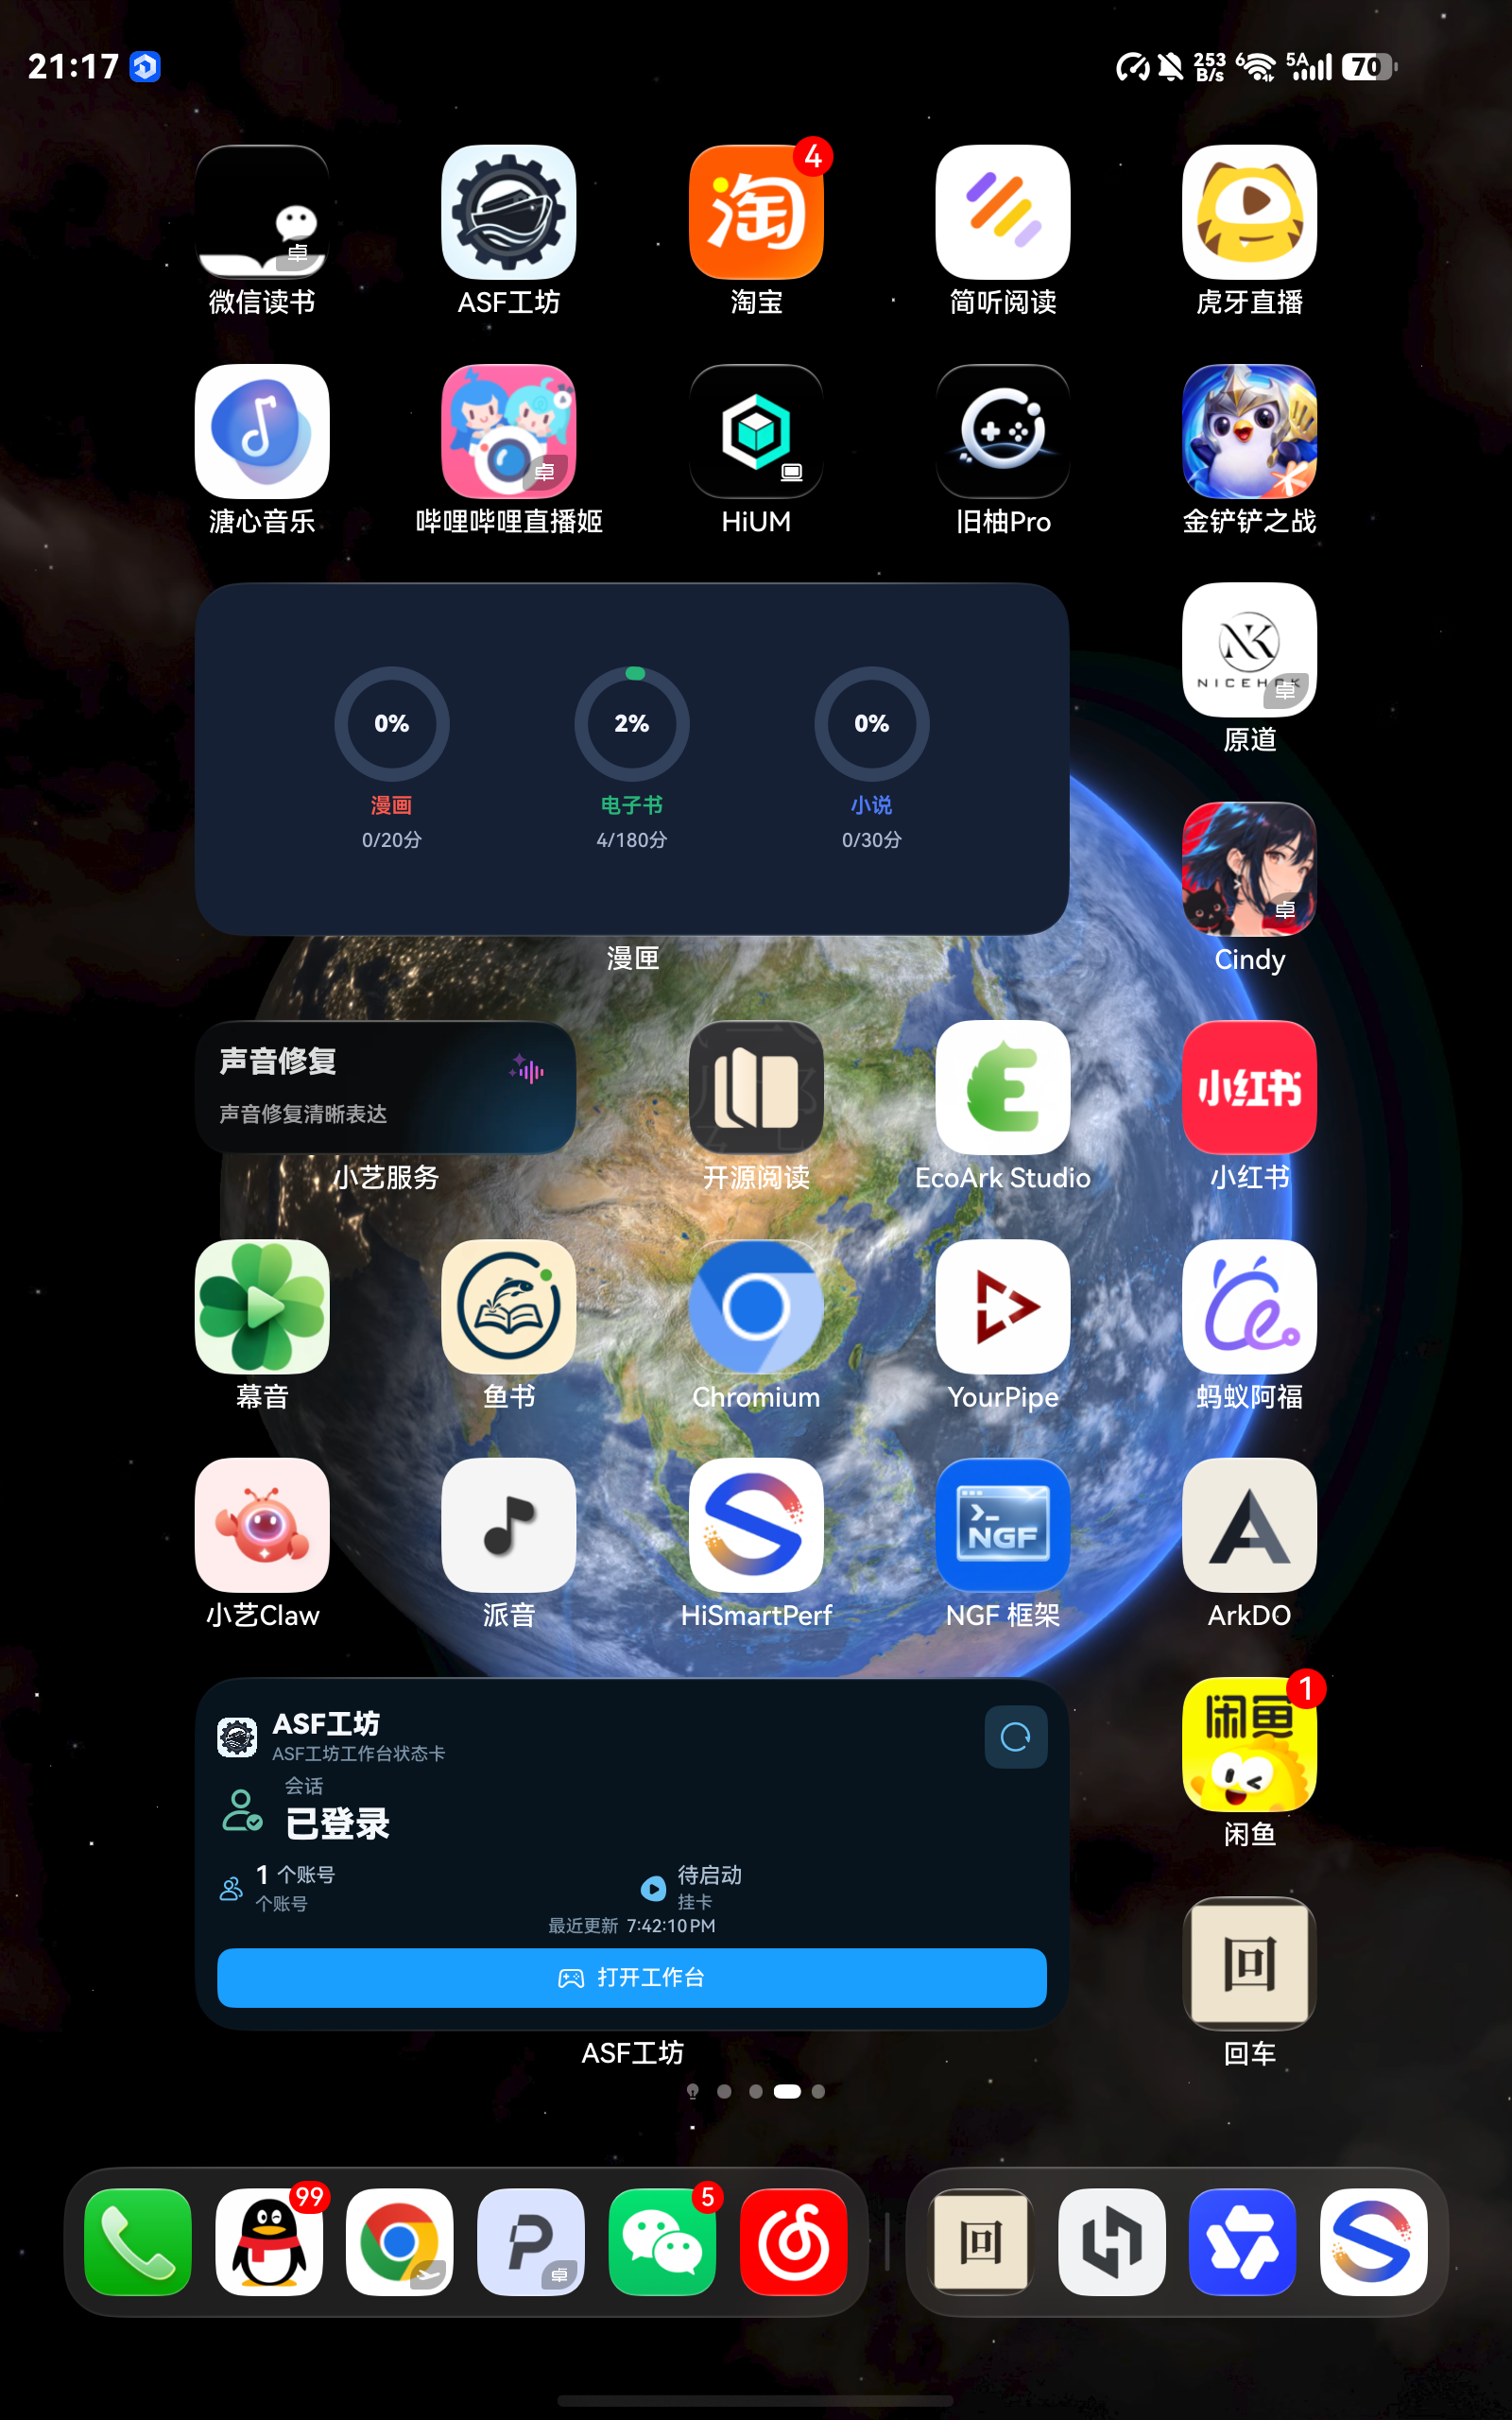 21:17
253 B/s
6
5A
70
卓
淘
4
微信读书
ASF工坊
淘宝
简听阅读
虎牙直播
卓
溏心音乐
哔哩哔哩直播姬
HiUM
旧柚Pro
金铲铲之战
0%
2%
0%
漫画
电子书
小说
0/20分
4/180分
0/30分
漫匣
NK
NICEHCK
卓
原道
卓
Cindy
声音修复
声音修复清晰表达
小艺服务
开源阅读
EcoArk Studio
小红书
小红书
幕音
鱼书
Chromium
YourPipe
蚂蚁阿福
NGF
小艺Claw
派音
HiSmartPerf
NGF 框架
ArkDO
ASF工坊
ASF工坊工作台状态卡
会话
已登录
1 个账号
个账号
待启动
挂卡
最近更新 7:42:10 PM
打开工作台
ASF工坊
闲鱼
1
闲鱼
回
回车
99
卓
5
回